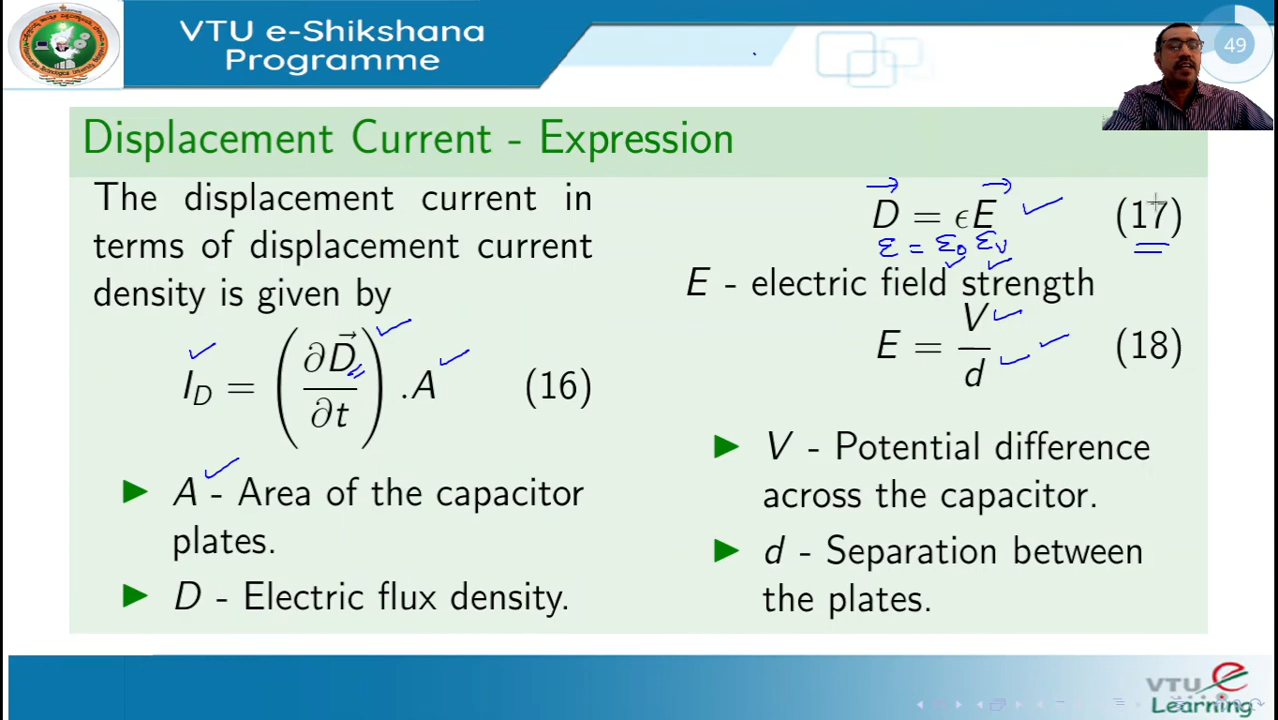 VTU e-Shikshana
Programme
49
Displacement Current - Expression
The displacement current in
terms of displacement current
density is given by
I_D = (∂D⃗/∂t) .A (16)
A - Area of the capacitor
plates.
D - Electric flux density.
D = ϵE (17)
ε = ε₀ εᵣ
E - electric field strength
E = V/d (18)
V - Potential difference
across the capacitor.
d - Separation between
the plates.
VTU e
Learning